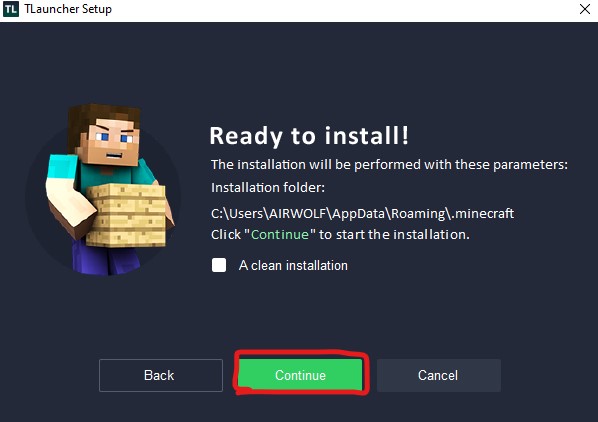 TL TLauncher Setup
Ready to install!
The installation will be performed with these parameters:
Installation folder:
C:\Users\AIRWOLF\AppData\Roaming\.minecraft
Click "Continue" to start the installation.
A clean installation
Back Continue Cancel